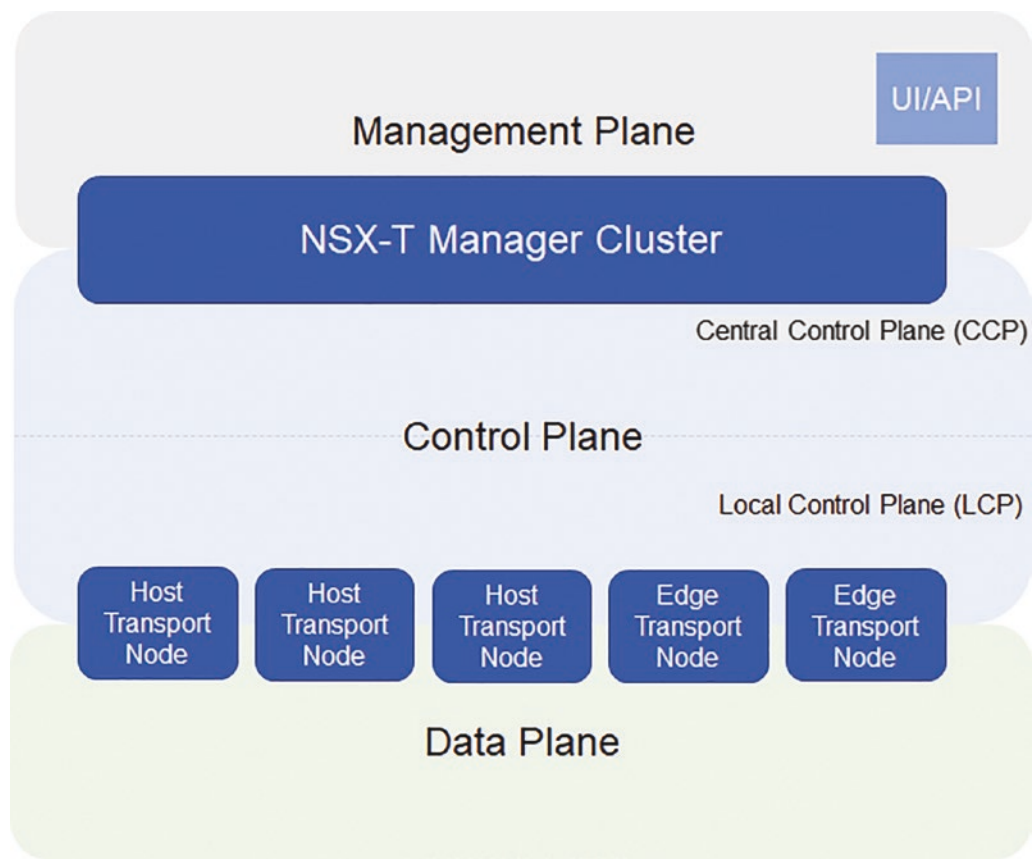 UI/API
Management Plane
NSX-T Manager Cluster
Central Control Plane (CCP)
Control Plane
Local Control Plane (LCP)
Host
Transport
Node
Host
Transport
Node
Host
Transport
Node
Edge
Transport
Node
Edge
Transport
Node
Data Plane